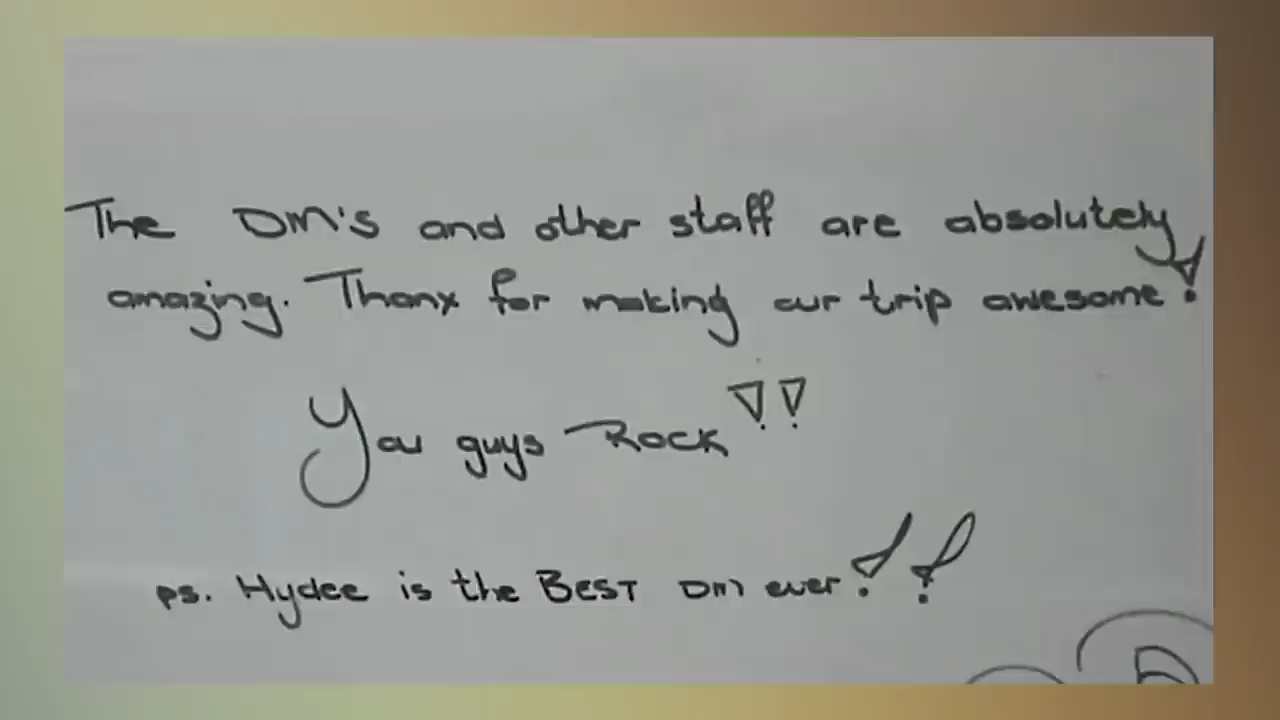 The DM's and other staff are absolutely
amazing. Thanx for making our trip awesome!
You guys Rock!!
ps. Hydee is the BEST DM ever!!